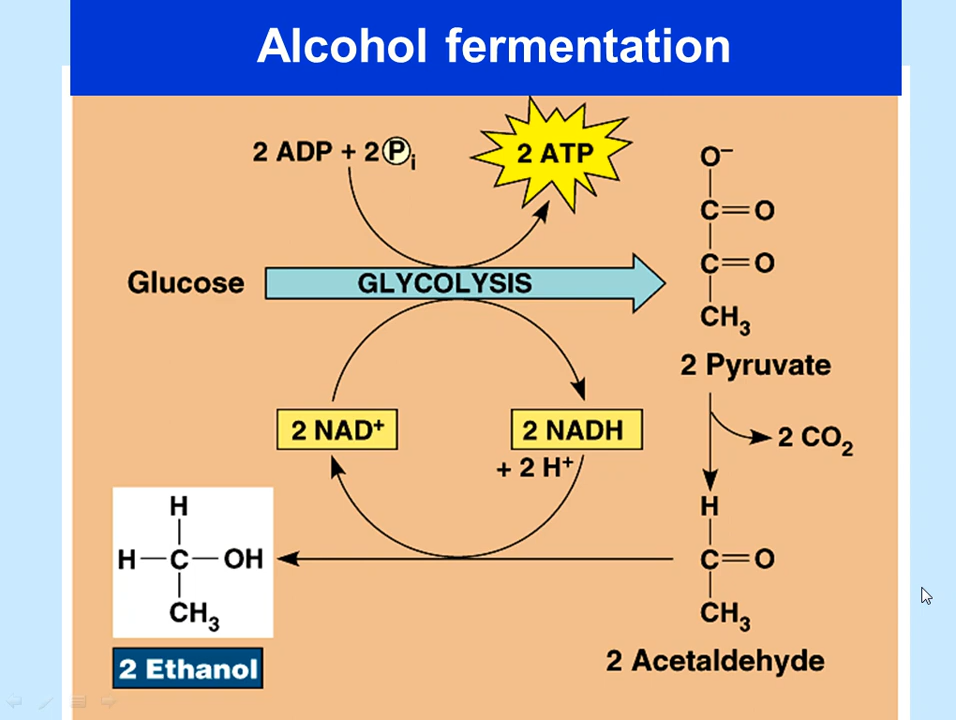 Alcohol fermentation
2 ADP + 2 Pi
2 ATP
O–
C=O
C=O
CH3
Glucose
GLYCOLYSIS
2 Pyruvate
2 NAD+
2 NADH
+ 2 H+
2 CO2
H
H–C–OH
CH3
2 Ethanol
H
C=O
CH3
2 Acetaldehyde